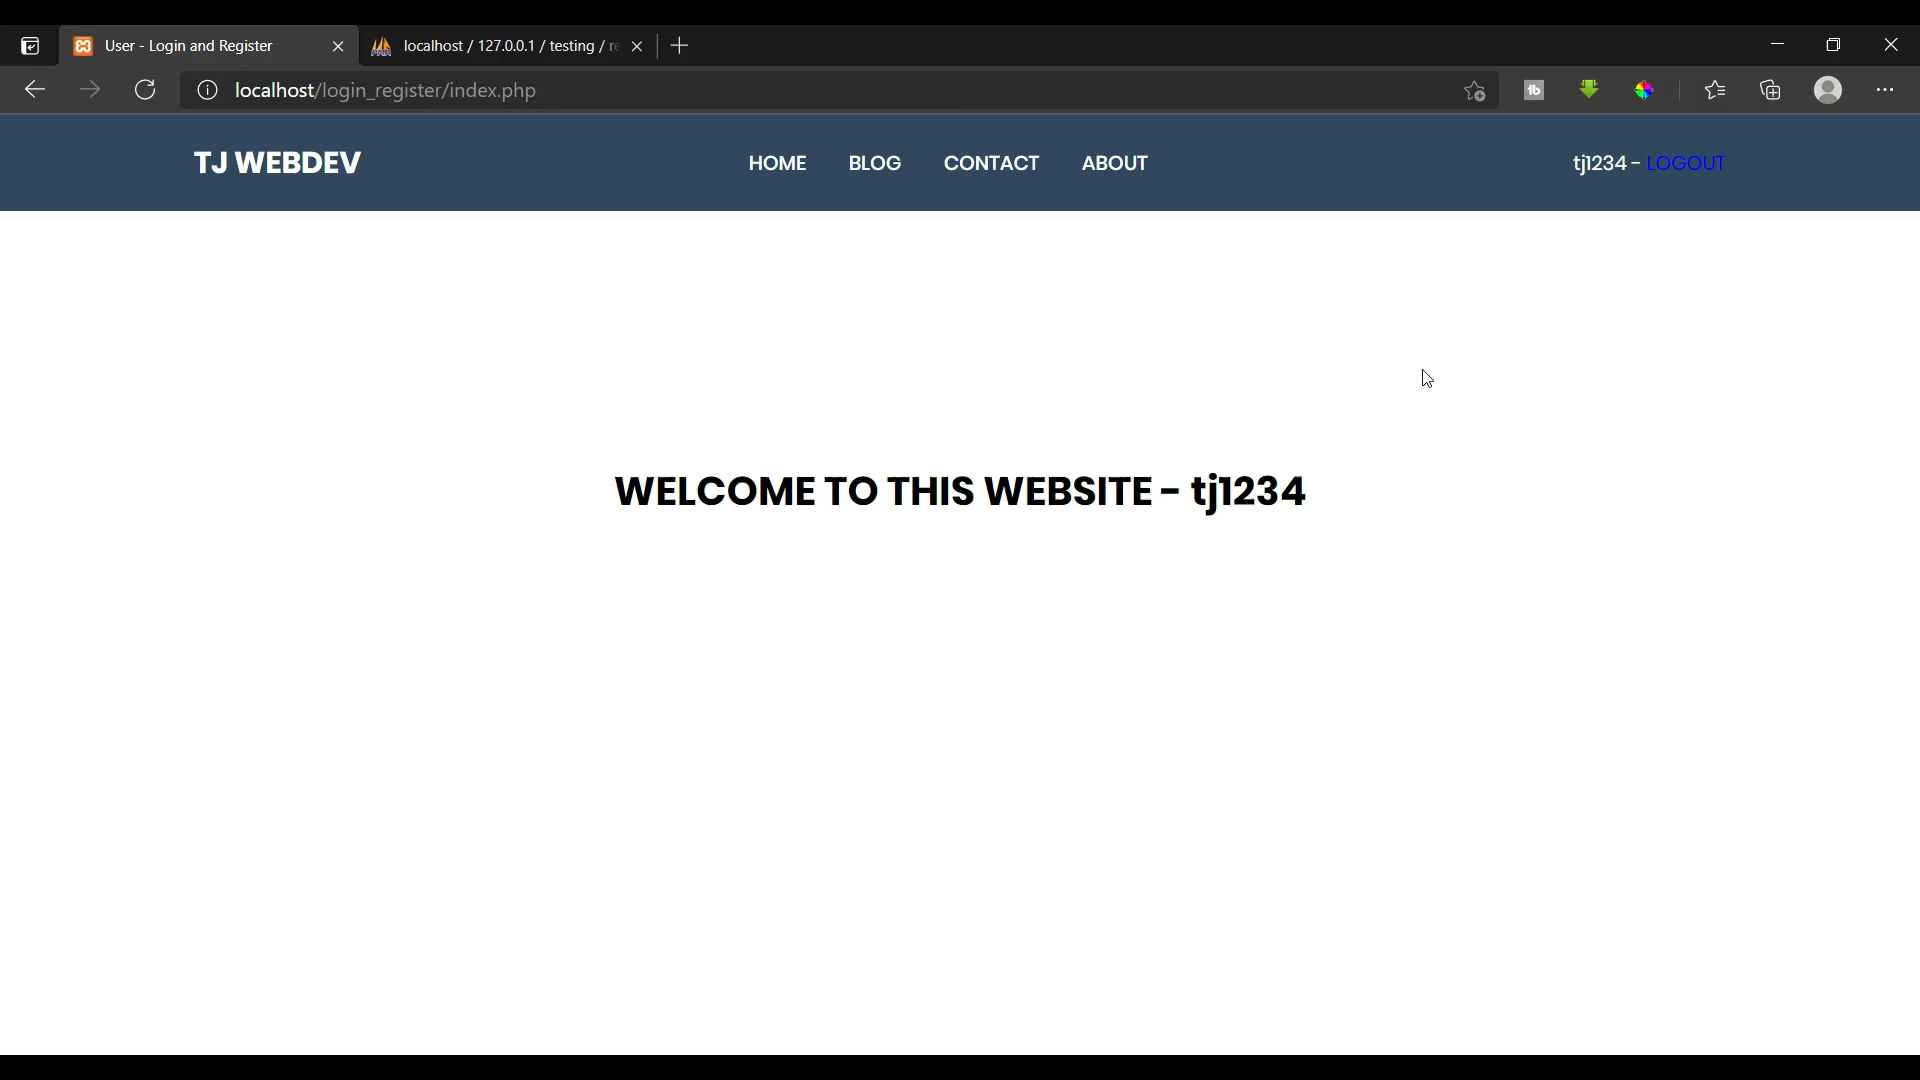 User - Login and Register
localhost / 127.0.0.1 / testing / re
localhost/login_register/index.php
TJ WEBDEV
HOME BLOG CONTACT ABOUT
tj1234 - LOGOUT
WELCOME TO THIS WEBSITE - tj1234